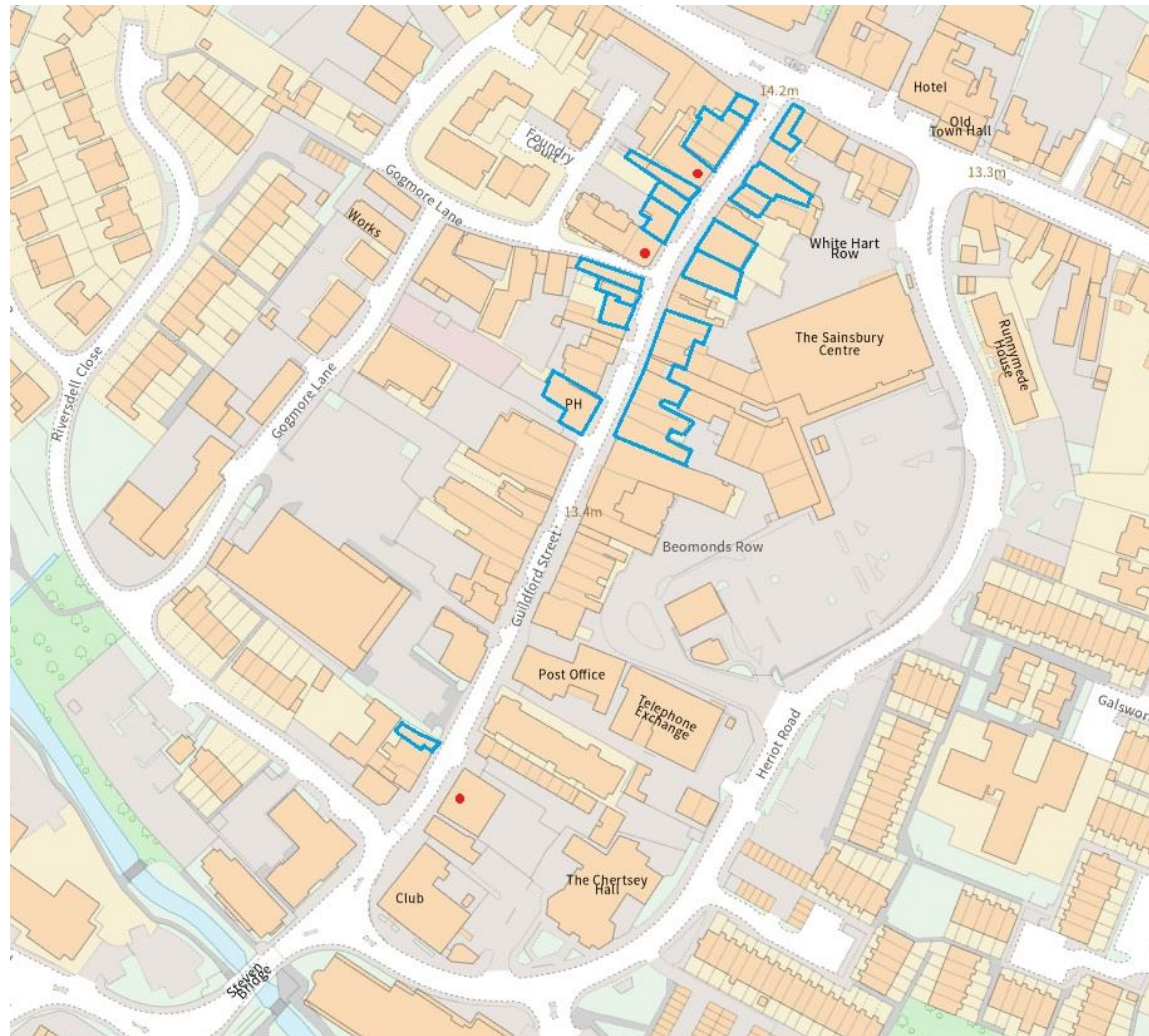 14.2m
Hotel
Old
Town Hall
Foundry
Court
13.3m
Gogmore Lane
Works
White Hart
Row
Runnymede
House
The Sainsbury
Centre
Riversdell Close
Gogmore Lane
PH
13.4m
Guildford Street
Beomonds Row
Post Office
Telephone
Exchange
Galswor
Heriot Road
The Chertsey
Hall
Club
Steven
Bridge